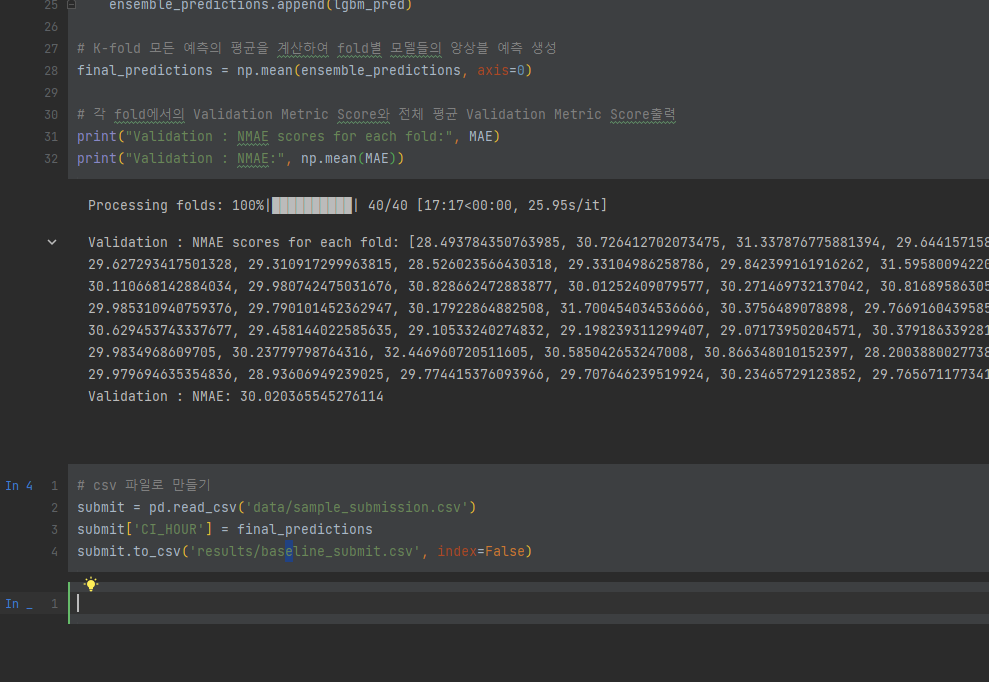 25 ensemble_predictions.append(lgbm_pred)
26
27 # K-fold 모든 예측의 평균을 계산하여 fold별 모델들의 앙상블 예측 생성
28 final_predictions = np.mean(ensemble_predictions, axis=0)
29
30 # 각 fold에서의 Validation Metric Score와 전체 평균 Validation Metric Score출력
31 print("Validation : NMAE scores for each fold:", MAE)
32 print("Validation : NMAE:", np.mean(MAE))
Processing folds: 100%|██████████| 40/40 [17:17<00:00, 25.95s/it]
Validation : NMAE scores for each fold: [28.493784350763985, 30.726412702073475, 31.337876775881394, 29.644157158
29.627293417501328, 29.310917299963815, 28.526023566430318, 29.33104986258786, 29.842399161916262, 31.59580094220
30.110668142884034, 29.980742475031676, 30.828662472883877, 30.01252409079577, 30.271469732137042, 30.81689586305
29.985310940759376, 29.790101452362947, 30.17922864882508, 31.700454034536666, 30.3756489078898, 29.7669160439585
30.629453743337677, 29.458144022585635, 29.10533240274832, 29.198239311299407, 29.07173950204571, 30.379186339281
29.9834968609705, 30.23779798764316, 32.446960720511605, 30.585042653247008, 30.866348010152397, 28.2003880027738
29.979694635354836, 28.93606949239025, 29.774415376093966, 29.707646239519924, 30.23465729123852, 29.765671177341
Validation : NMAE: 30.020365545276114
In 4 1 # csv 파일로 만들기
2 submit = pd.read_csv('data/sample_submission.csv')
3 submit['CI_HOUR'] = final_predictions
4 submit.to_csv('results/baseline_submit.csv', index=False)
In _ 1